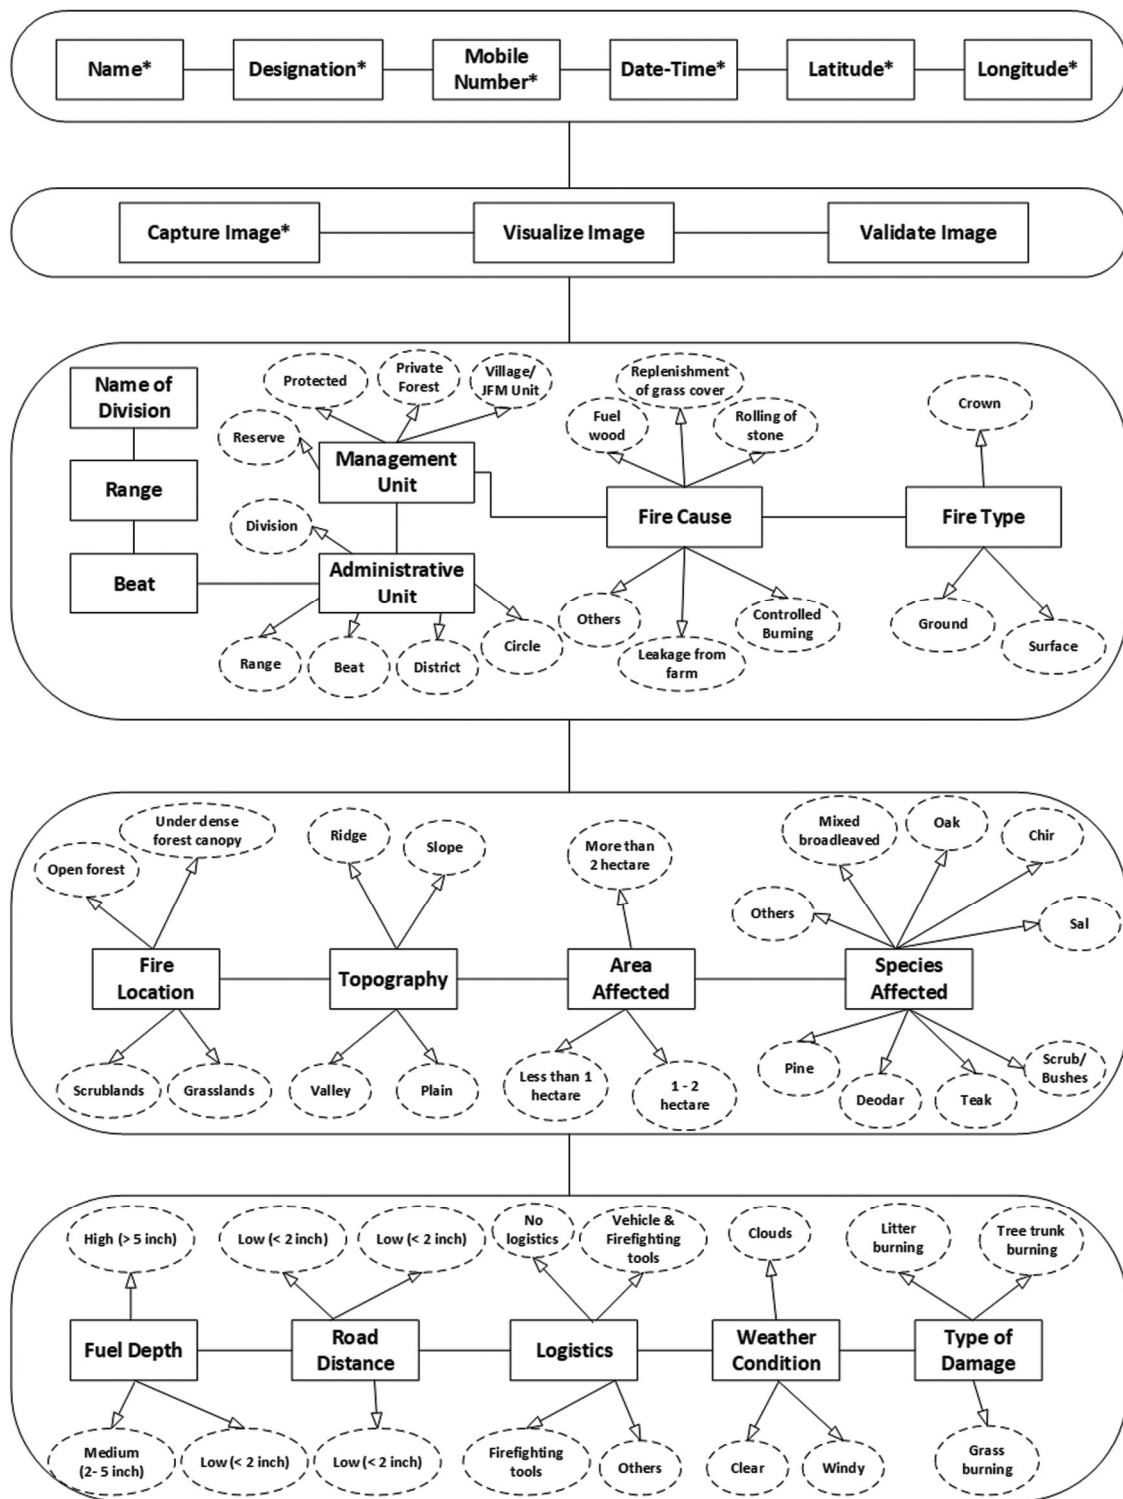 Name*
Designation*
Mobile
Number*
Date-Time*
Latitude*
Longitude*
Capture Image*
Visualize Image
Validate Image
Name of
Division
Range
Beat
Protected
Private
Forest
Village/
JFM Unit
Reserve
Management
Unit
Division
Administrative
Unit
Range
Beat
District
Circle
Replenishment
of grass cover
Fuel
wood
Rolling of
stone
Fire Cause
Others
Leakage from
farm
Controlled
Burning
Crown
Fire Type
Ground
Surface
Under dense
forest canopy
Open forest
Fire
Location
Scrublands
Grasslands
Ridge
Slope
Topography
Valley
Plain
More than
2 hectare
Area
Affected
Less than 1
hectare
1 - 2
hectare
Mixed
broadleaved
Oak
Chir
Others
Sal
Species
Affected
Pine
Deodar
Teak
Scrub/
Bushes
High (> 5 inch)
Fuel Depth
Medium
(2- 5 inch)
Low (< 2 inch)
Low (< 2 inch)
Low (< 2 inch)
Road
Distance
Low (< 2 inch)
No
logistics
Vehicle &
Firefighting
tools
Logistics
Firefighting
tools
Others
Clouds
Weather
Condition
Clear
Windy
Litter
burning
Tree trunk
burning
Type of
Damage
Grass
burning